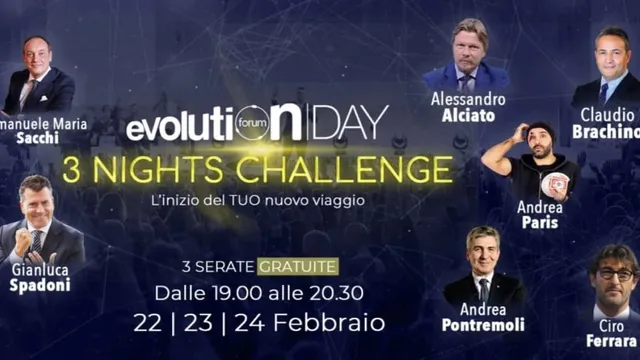 manuele Maria
Sacchi
Gianluca
Spadoni
evolutiOn|DAY
forum
3 NIGHTS CHALLENGE
L'inizio del TUO nuovo viaggio
3 SERATE GRATUITE
Dalle 19.00 alle 20.30
22 | 23 | 24 Febbraio
Alessandro
Alciato
Claudio
Brachino
Andrea
Paris
Andrea
Pontremoli
Ciro
Ferrara